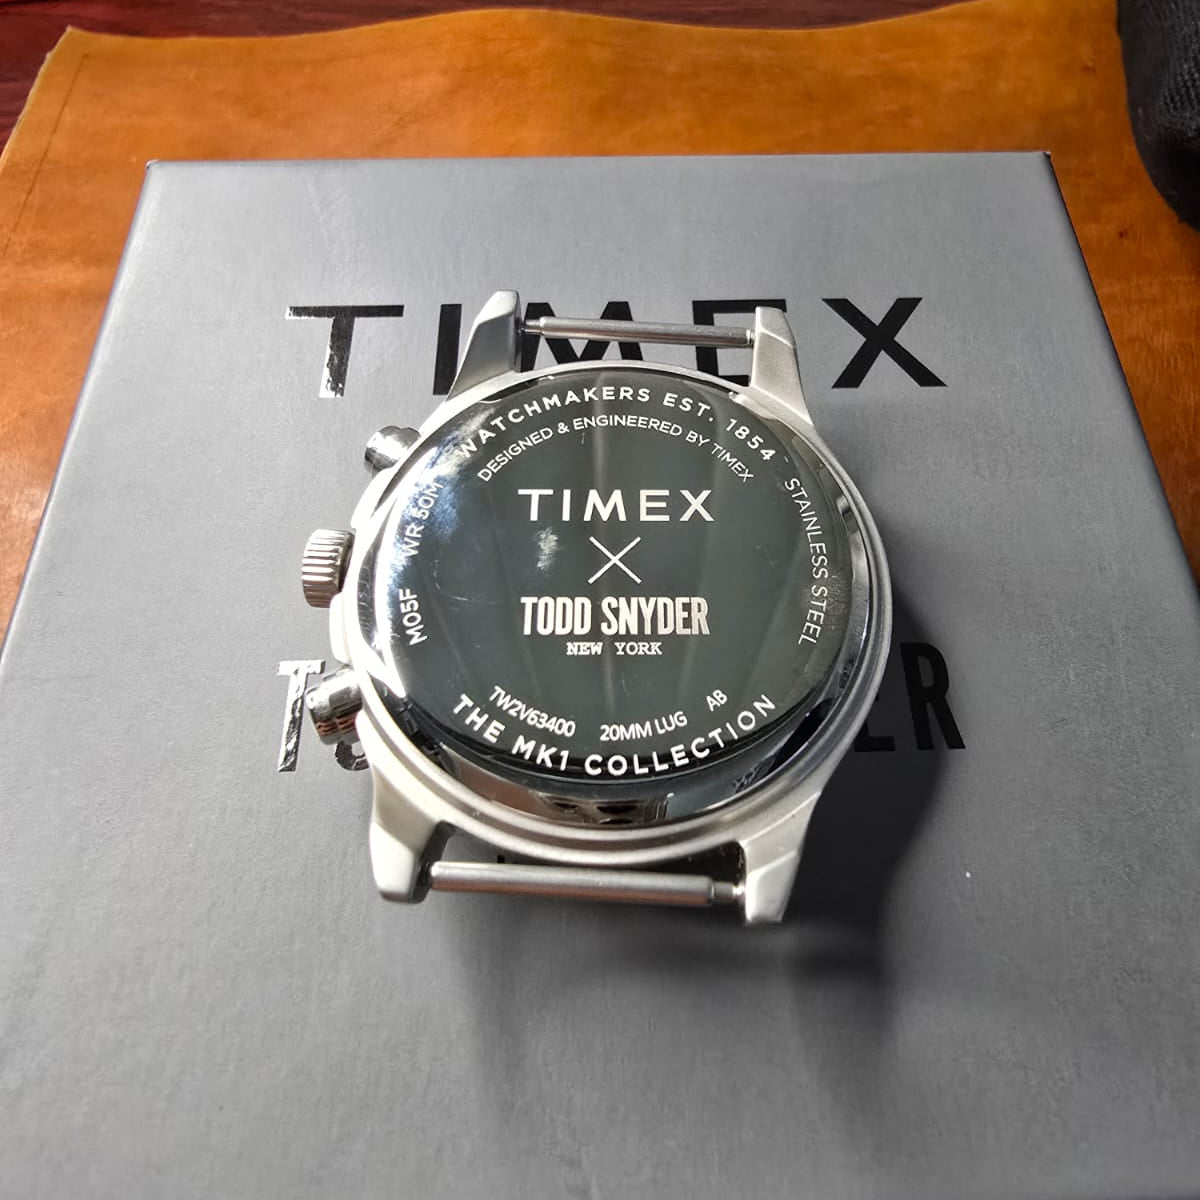 TIMEX
WATCHMAKERS EST. 1854
DESIGNED & ENGINEERED BY TIMEX
STAINLESS STEEL
M05F WR 50M
TIMEX
X
TODD SNYDER
NEW YORK
TW2V63400 20MM LUG AB
THE MK1 COLLECTION